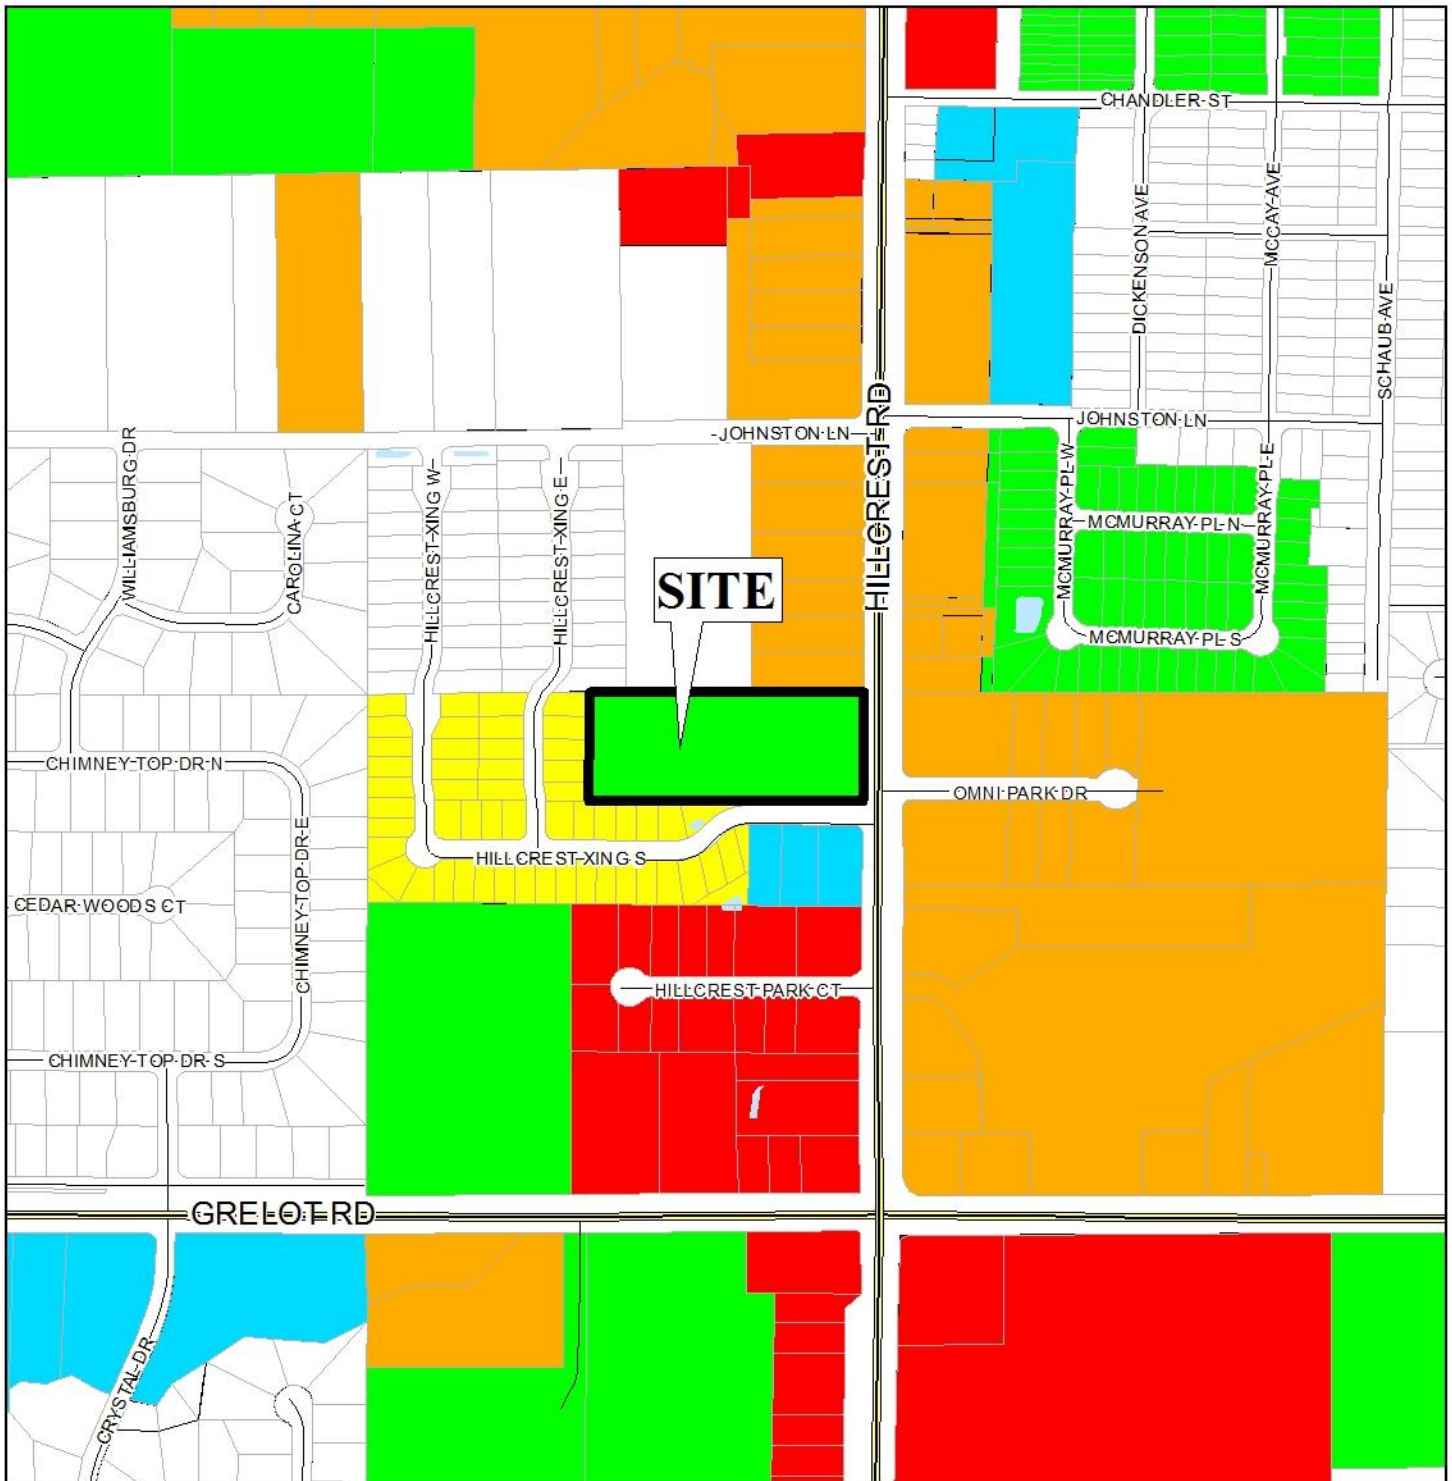 CHANDLER ST
DICKENSON AVE
MCCAY AVE
SCHAUB AVE
HILLCREST RD
JOHNSTON LN
JOHNSTON LN
WILLIAMSBURG DR
CAROLINA CT
HILLCREST XING W
HILLCREST XING E
MCMURRAY PL W
MCMURRAY PL N
MCMURRAY PL E
MCMURRAY PL S
SITE
CHIMNEY TOP DR N
OMNI PARK DR
HILLCREST XING S
CHIMNEY TOP DR E
CEDAR WOODS CT
HILLCREST PARK CT
CHIMNEY TOP DR S
GRELOT RD
CRYSTAL DR